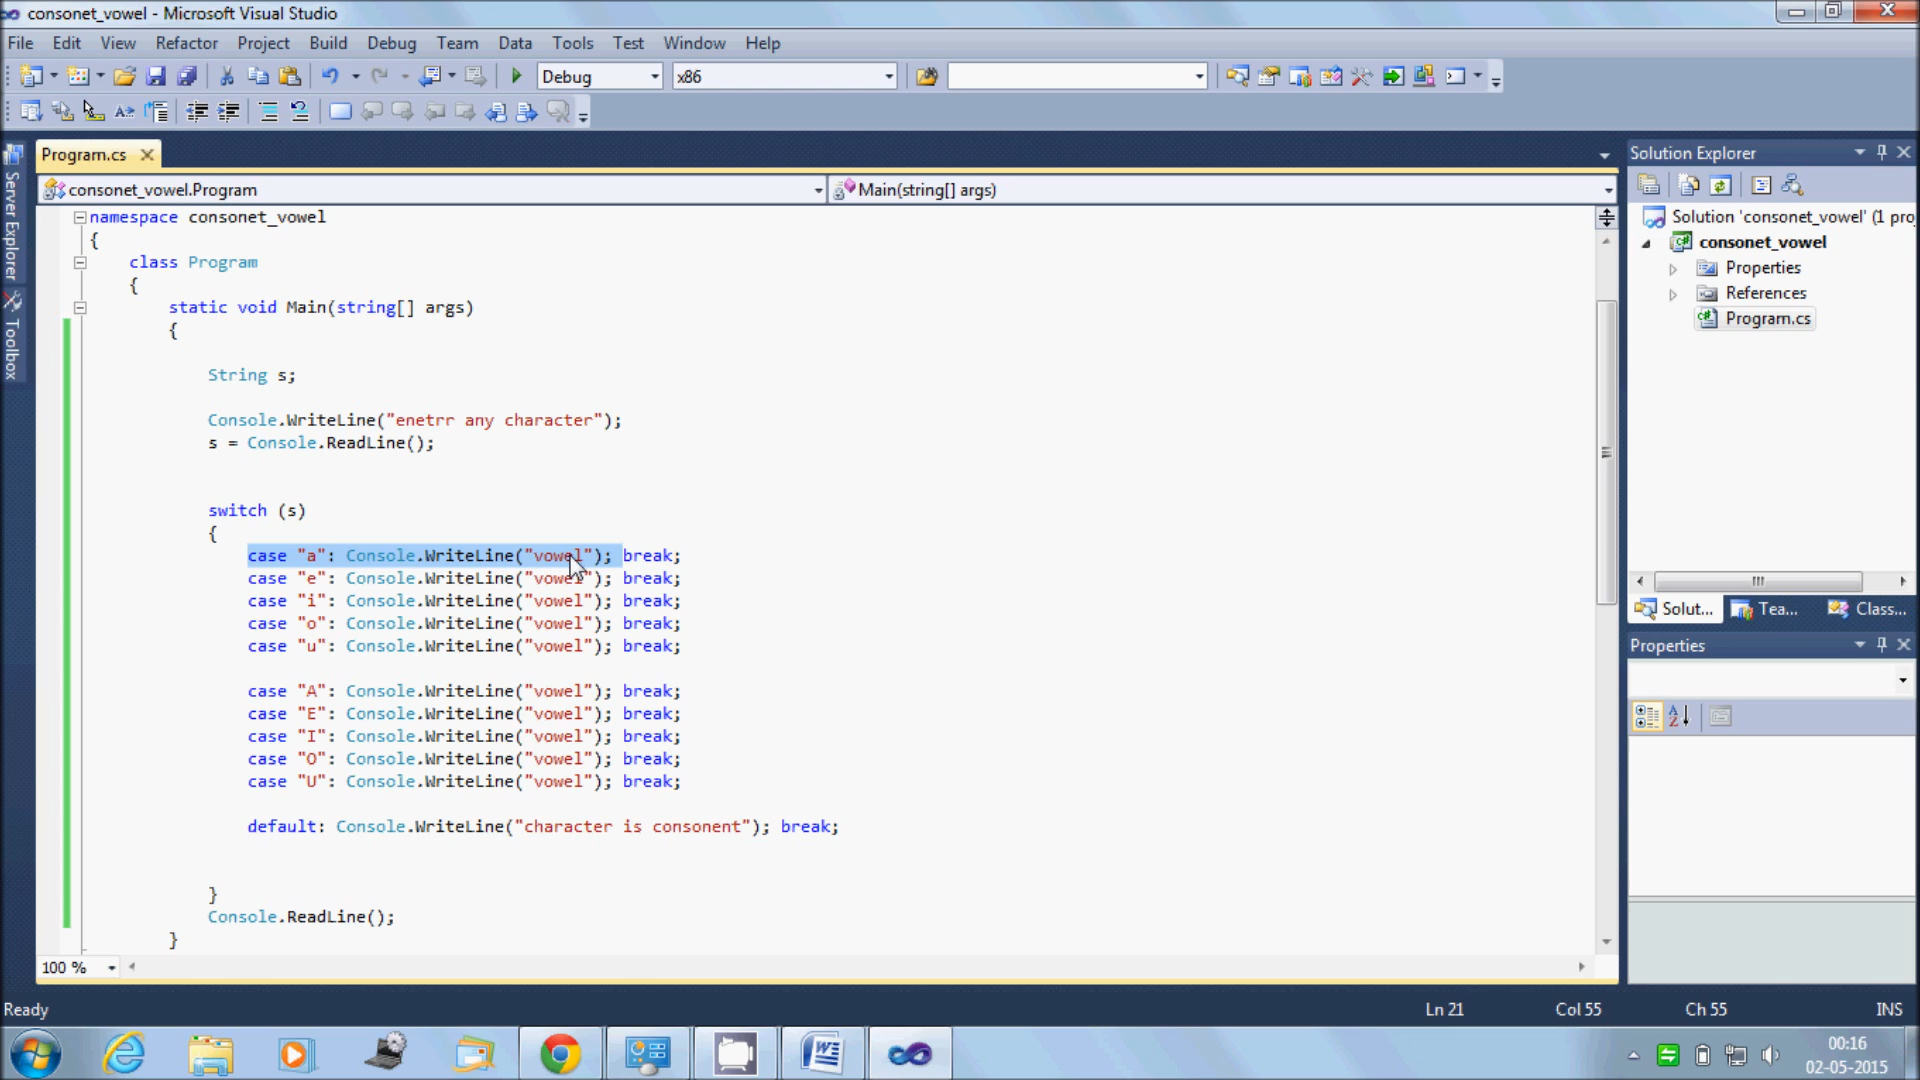 consonet_vowel - Microsoft Visual Studio
File Edit View Refactor Project Build Debug Team Data Tools Test Window Help
Debug x86
Program.cs
consonet_vowel.Program
Main(string[] args)
Server Explorer
Toolbox
namespace consonet_vowel
{
class Program
{
static void Main(string[] args)
{
String s;
Console.WriteLine("enetrr any character");
s = Console.ReadLine();
switch (s)
{
case "a": Console.WriteLine("vowel"); break;
case "e": Console.WriteLine("vowel"); break;
case "i": Console.WriteLine("vowel"); break;
case "o": Console.WriteLine("vowel"); break;
case "u": Console.WriteLine("vowel"); break;
case "A": Console.WriteLine("vowel"); break;
case "E": Console.WriteLine("vowel"); break;
case "I": Console.WriteLine("vowel"); break;
case "O": Console.WriteLine("vowel"); break;
case "U": Console.WriteLine("vowel"); break;
default: Console.WriteLine("character is consonent"); break;
}
Console.ReadLine();
}
100 %
Solution Explorer
Solution 'consonet_vowel' (1 pro
consonet_vowel
Properties
References
Program.cs
Solut... Tea... Class...
Properties
Ready Ln 21 Col 55 Ch 55 INS
00:16
02-05-2015